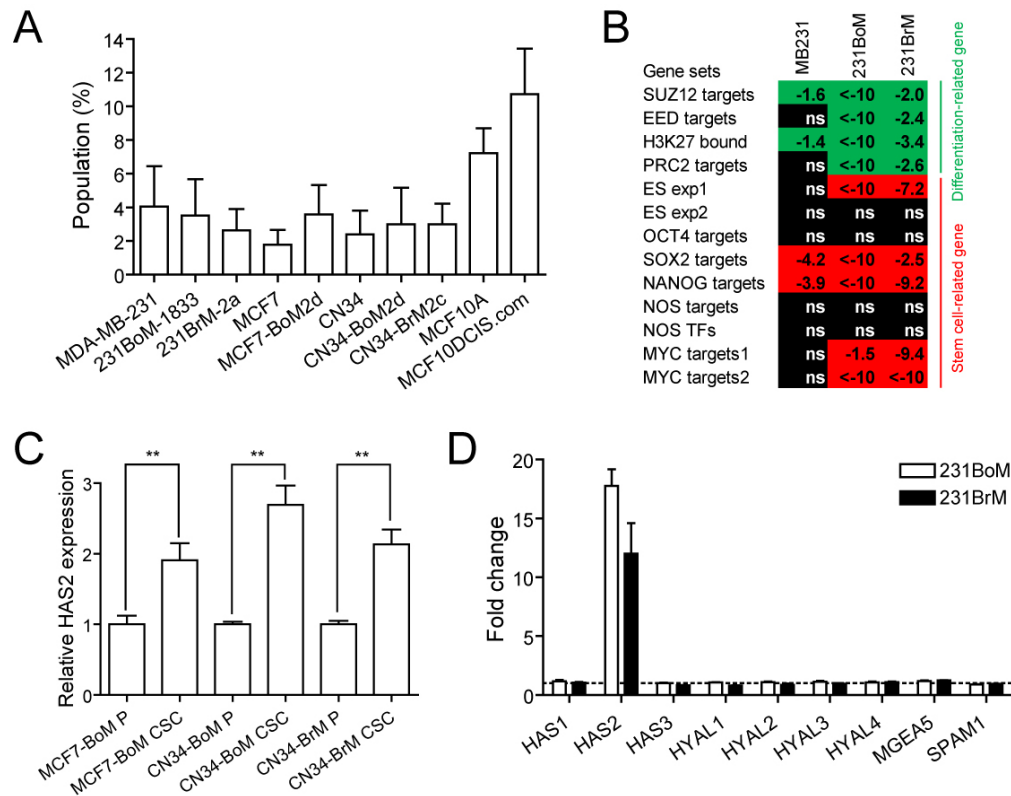 A
Population (%)
14
12
10
8
6
4
2
0
MDA-MB-231
231BoM-1833
231BrM-2a
MCF7
MCF7-BoM2d
CN34
CN34-BoM2d
CN34-BrM2c
MCF10A
MCF10DCIS.com
B
Gene sets MB231 231BoM 231BrM
SUZ12 targets -1.6 <-10 -2.0
EED targets ns <-10 -2.4
H3K27 bound -1.4 <-10 -3.4
PRC2 targets ns <-10 -2.6
ES exp1 ns <-10 -7.2
ES exp2 ns ns ns
OCT4 targets ns ns ns
SOX2 targets -4.2 <-10 -2.5
NANOG targets -3.9 <-10 -9.2
NOS targets ns ns ns
NOS TFs ns ns ns
MYC targets1 ns -1.5 -9.4
MYC targets2 ns <-10 <-10
Differentiation-related gene
Stem cell-related gene
C
Relative HAS2 expression
3
2
1
0
** ** **
MCF7-BoM P
MCF7-BoM CSC
CN34-BoM P
CN34-BoM CSC
CN34-BrM P
CN34-BrM CSC
D
Fold change
20
15
10
5
0
231BoM
231BrM
HAS1
HAS2
HAS3
HYAL1
HYAL2
HYAL3
HYAL4
MGEA5
SPAM1